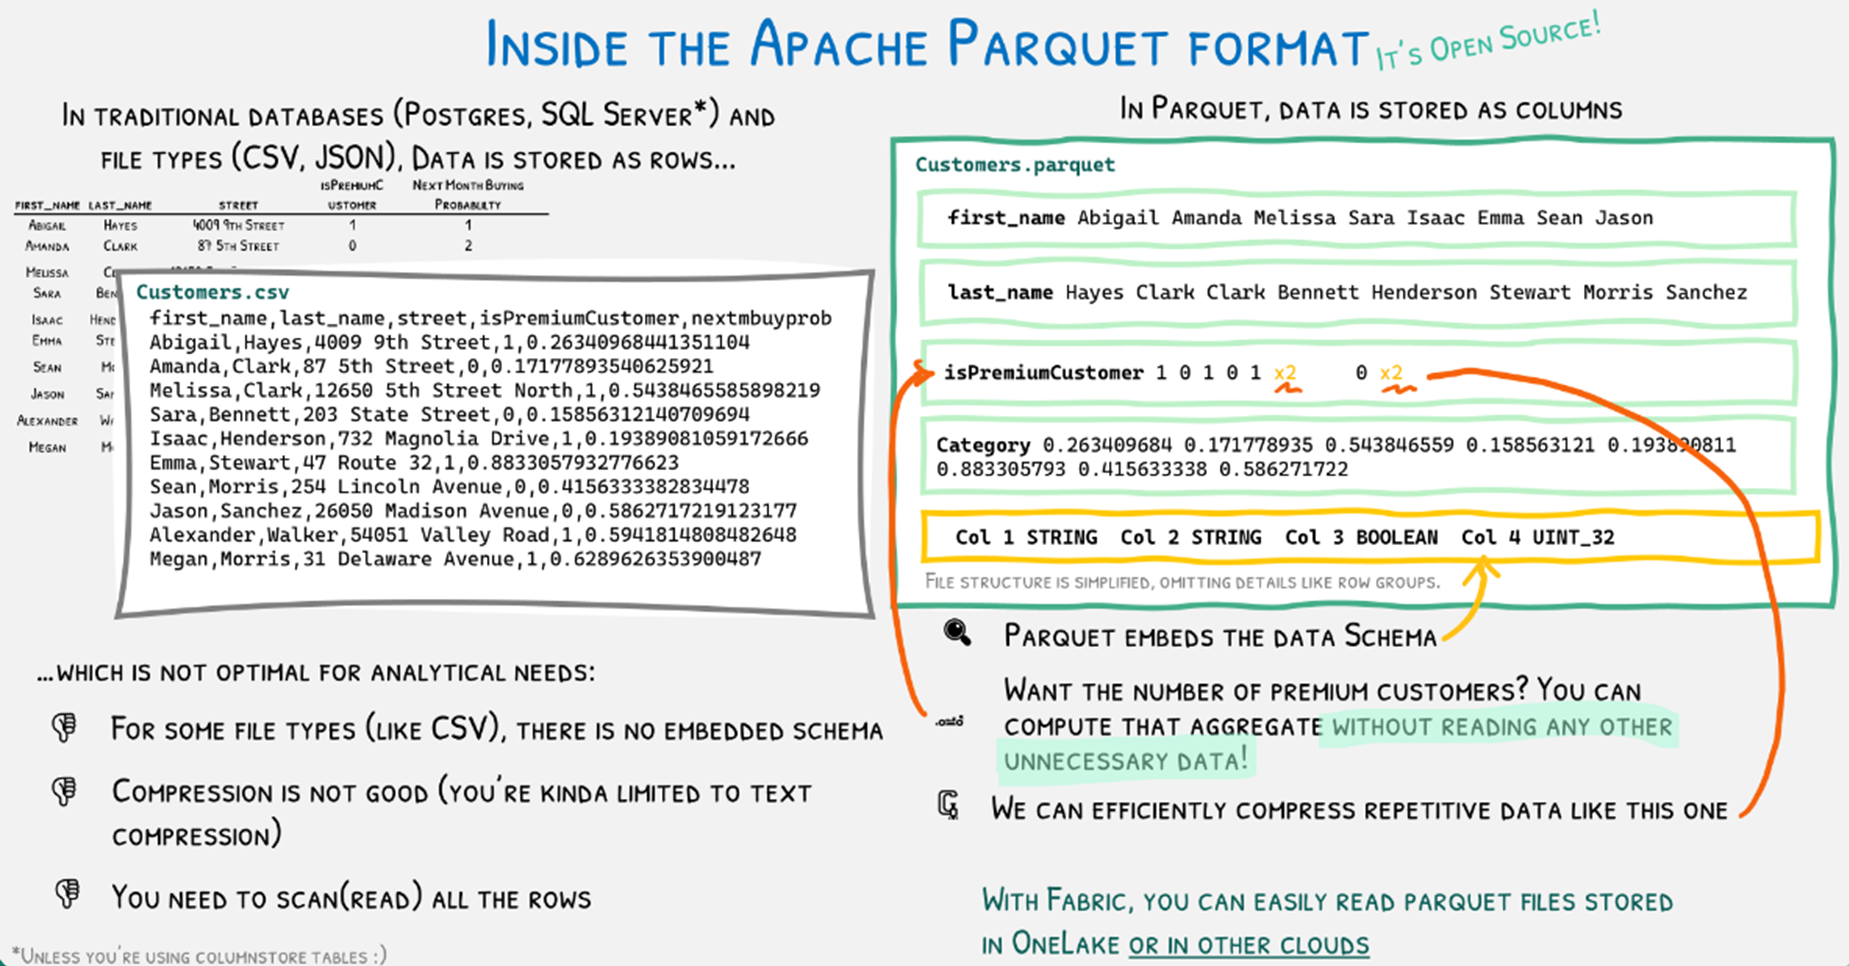 Inside the Apache Parquet format
It's Open Source!
In traditional databases (Postgres, SQL Server*) and
file types (CSV, JSON), Data is stored as rows...
isPremiumC Next Month Buying
first_name last_name street ustomer Probablilty
Abigail Hayes 4009 9th Street 1 1
Amanda Clark 87 5th Street 0 2
Melissa
Sara
Isaac
Emma
Sean
Jason
Alexander
Megan
Customers.csv
first_name,last_name,street,isPremiumCustomer,nextmbuyprob
Abigail,Hayes,4009 9th Street,1,0.26340968441351104
Amanda,Clark,87 5th Street,0,0.17177893540625921
Melissa,Clark,12650 5th Street North,1,0.5438465585898219
Sara,Bennett,203 State Street,0,0.15856312140709694
Isaac,Henderson,732 Magnolia Drive,1,0.19389081059172666
Emma,Stewart,47 Route 32,1,0.8833057932776623
Sean,Morris,254 Lincoln Avenue,0,0.4156333382834478
Jason,Sanchez,26050 Madison Avenue,0,0.5862717219123177
Alexander,Walker,54051 Valley Road,1,0.5941814808482648
Megan,Morris,31 Delaware Avenue,1,0.6289626353900487
...which is not optimal for analytical needs:
For some file types (like CSV), there is no embedded schema
Compression is not good (you're kinda limited to text
compression)
You need to scan(read) all the rows
*Unless you're using columnstore tables :)
In Parquet, data is stored as columns
Customers.parquet
first_name Abigail Amanda Melissa Sara Isaac Emma Sean Jason
last_name Hayes Clark Clark Bennett Henderson Stewart Morris Sanchez
isPremiumCustomer 1 0 1 0 1 x2 0 x2
Category 0.263409684 0.171778935 0.543846559 0.158563121 0.193890811
0.883305793 0.415633338 0.586271722
Col 1 STRING Col 2 STRING Col 3 BOOLEAN Col 4 UINT_32
File structure is simplified, omitting details like row groups.
Parquet embeds the data Schema
Want the number of premium customers? You can
compute that aggregate without reading any other
unnecessary data!
We can efficiently compress repetitive data like this one
With Fabric, you can easily read parquet files stored
in OneLake or in other clouds